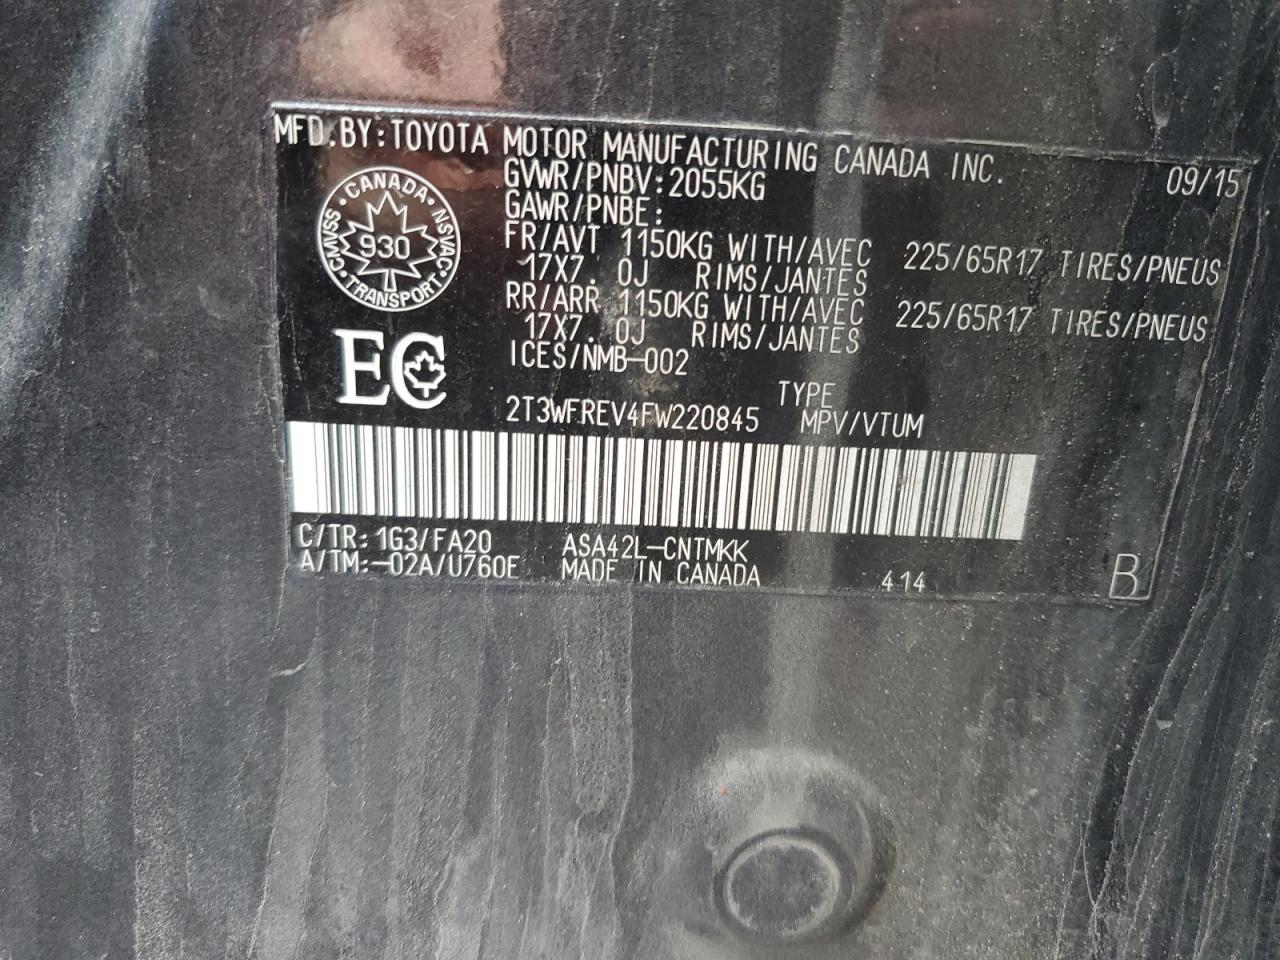 MFD.BY:TOYOTA MOTOR MANUFACTURING CANADA INC. 09/15
GVWR/PNBV:2055KG
GAWR/PNBE:
FR/AVT 1150KG WITH/AVEC 225/65R17 TIRES/PNEUS
17X7. 0J RIMS/JANTES
RR/ARR 1150KG WITH/AVEC 225/65R17 TIRES/PNEUS
17X7. 0J RIMS/JANTES
ICES/NMB-002
CANADA
CMVSS 930 NSVAC
TRANSPORT
EC
TYPE
2T3WFREV4FW220845 MPV/VTUM
C/TR: 1G3/FA20 ASA42L-CNTMKK
A/TM:-02A/U760E MADE IN CANADA 414 B